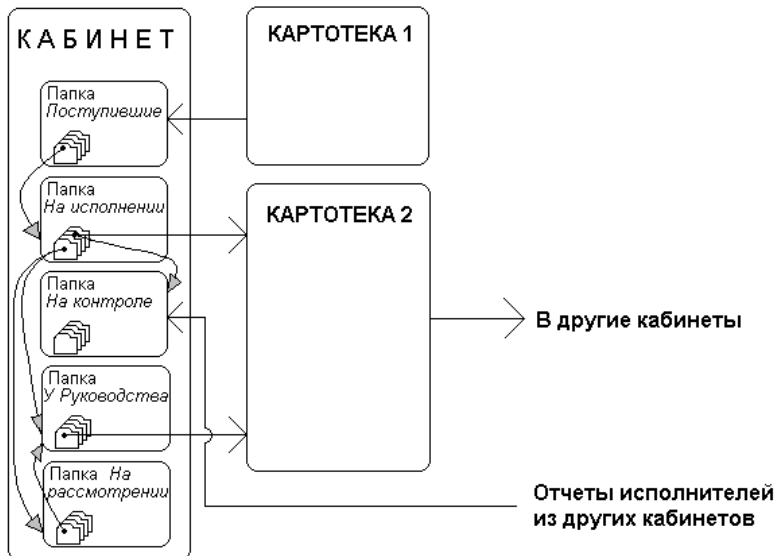 КАБИНЕТ
Папка
Поступившие
Папка
На исполнении
Папка
На контроле
Папка
У Руководства
Папка На
рассмотрении
КАРТОТЕКА 1
КАРТОТЕКА 2
В другие кабинеты
Отчеты исполнителей
из других кабинетов